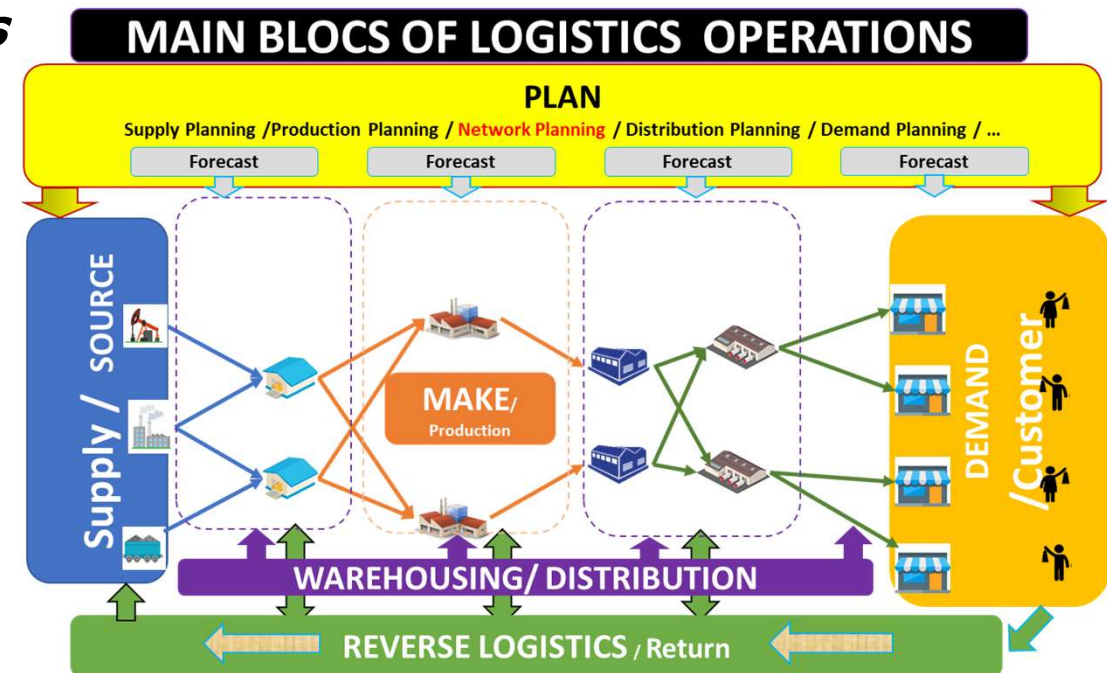 MAIN BLOCS OF LOGISTICS OPERATIONS
PLAN
Supply Planning /Production Planning / Network Planning / Distribution Planning / Demand Planning / ...
Forecast
Forecast
Forecast
Forecast
Supply / SOURCE
MAKE/
Production
DEMAND
/Customer
WAREHOUSING/ DISTRIBUTION
REVERSE LOGISTICS / Return